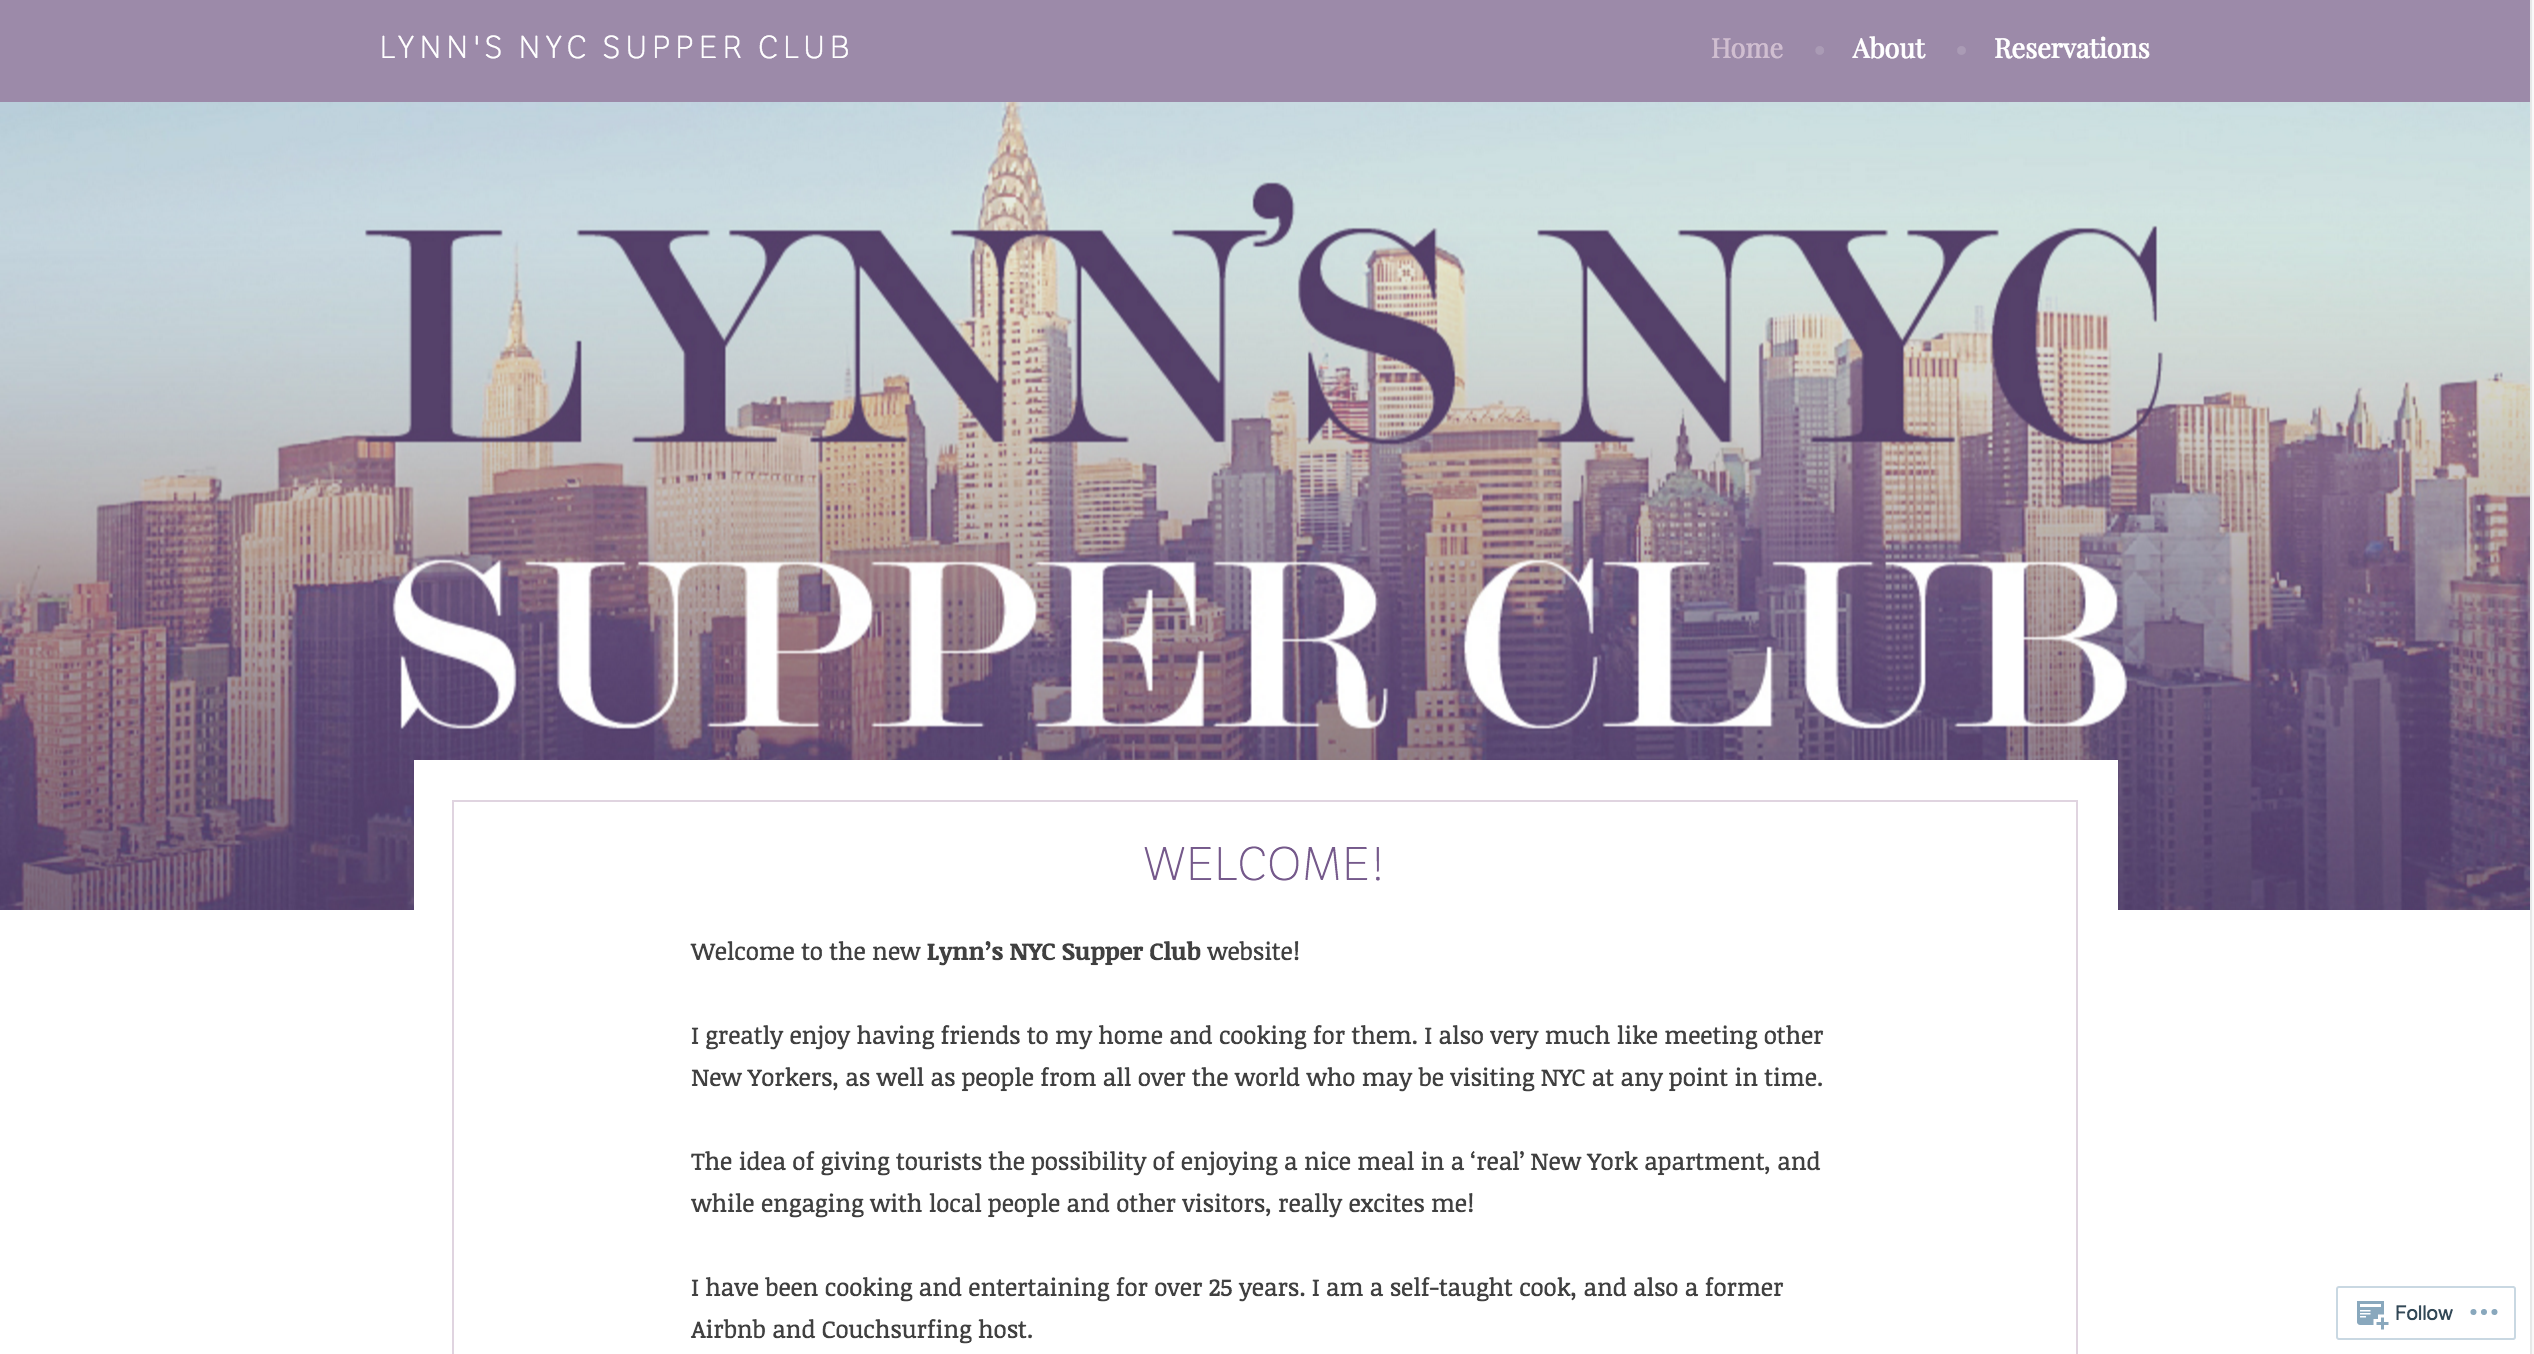 LYNN'S NYC SUPPER CLUB
Home • About • Reservations
LYNN’S NYC
SUPPER CLUB
WELCOME!
Welcome to the new Lynn’s NYC Supper Club website!
I greatly enjoy having friends to my home and cooking for them. I also very much like meeting other
New Yorkers, as well as people from all over the world who may be visiting NYC at any point in time.
The idea of giving tourists the possibility of enjoying a nice meal in a ‘real’ New York apartment, and
while engaging with local people and other visitors, really excites me!
I have been cooking and entertaining for over 25 years. I am a self-taught cook, and also a former
Airbnb and Couchsurfing host.
Follow